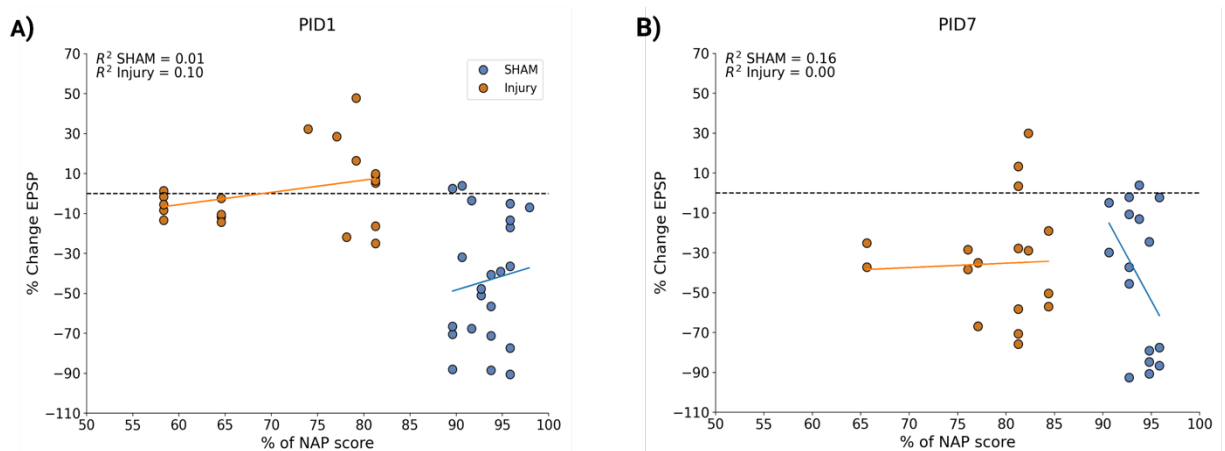 A)
PID1
R² SHAM = 0.01
R² Injury = 0.10
SHAM
Injury
70
50
30
10
−10
−30
−50
−70
−90
−110
% Change EPSP
50 55 60 65 70 75 80 85 90 95 100
% of NAP score
B)
PID7
R² SHAM = 0.16
R² Injury = 0.00
70
50
30
10
−10
−30
−50
−70
−90
−110
% Change EPSP
50 55 60 65 70 75 80 85 90 95 100
% of NAP score